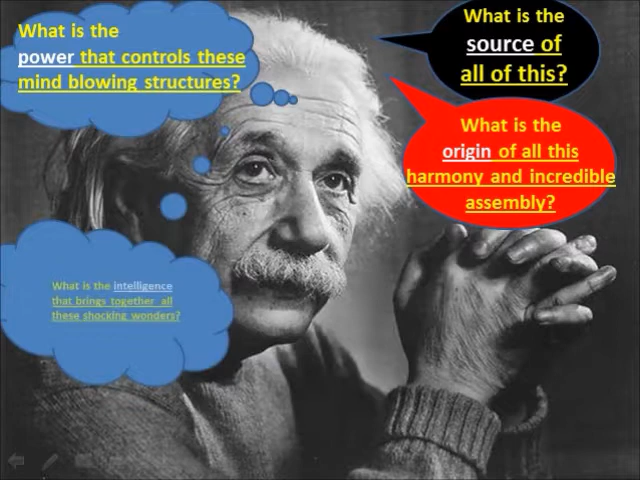 What is the
power that controls these
mind blowing structures?
What is the
source of
all of this?
What is the
origin of all this
harmony and incredible
assembly?
What is the intelligence
that brings together all
these shocking wonders?